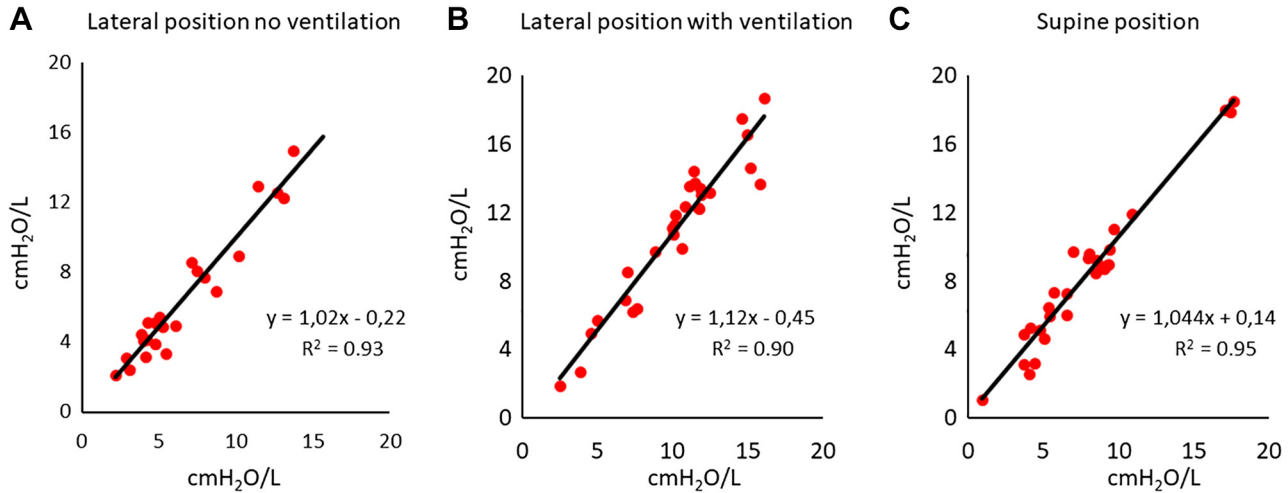 A Lateral position no ventilation
20
16
12
8
4
0
0 5 10 15 20
cmH₂O/L
cmH₂O/L
y = 1,02x - 0,22
R² = 0.93
B Lateral position with ventilation
20
16
12
8
4
0
0 5 10 15 20
cmH₂O/L
cmH₂O/L
y = 1,12x - 0,45
R² = 0.90
C Supine position
20
16
12
8
4
0
0 5 10 15 20
cmH₂O/L
cmH₂O/L
y = 1,044x + 0,14
R² = 0.95